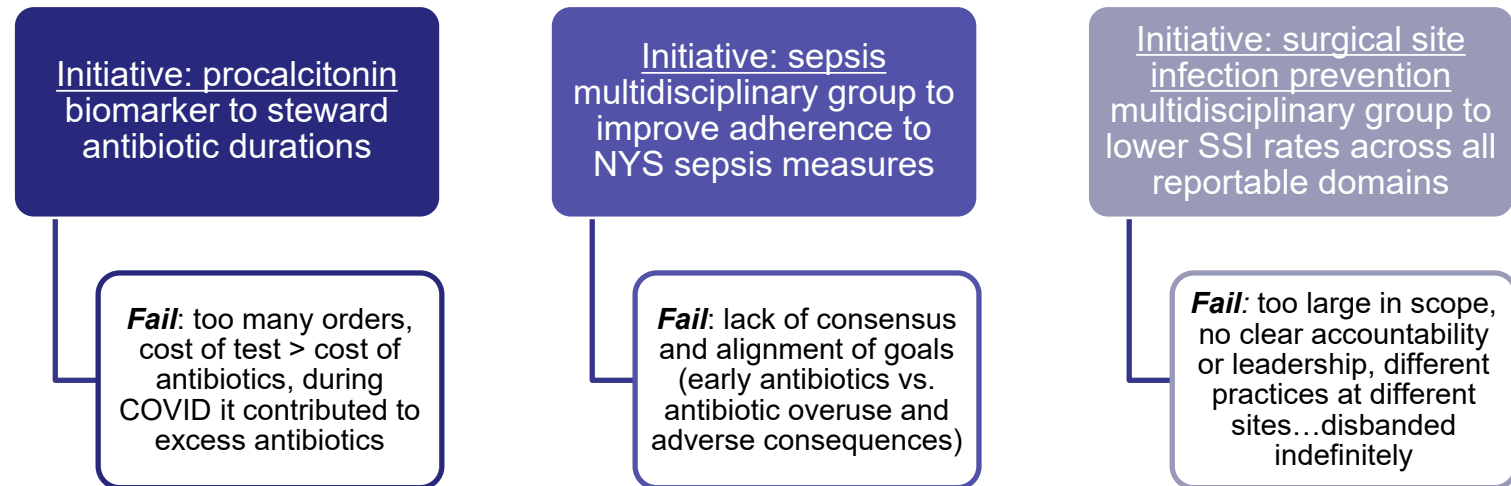 Initiative: procalcitonin
biomarker to steward
antibiotic durations
Fail: too many orders,
cost of test > cost of
antibiotics, during
COVID it contributed to
excess antibiotics
Initiative: sepsis
multidisciplinary group to
improve adherence to
NYS sepsis measures
Fail: lack of consensus
and alignment of goals
(early antibiotics vs.
antibiotic overuse and
adverse consequences)
Initiative: surgical site
infection prevention
multidisciplinary group to
lower SSI rates across all
reportable domains
Fail: too large in scope,
no clear accountability
or leadership, different
practices at different
sites…disbanded
indefinitely